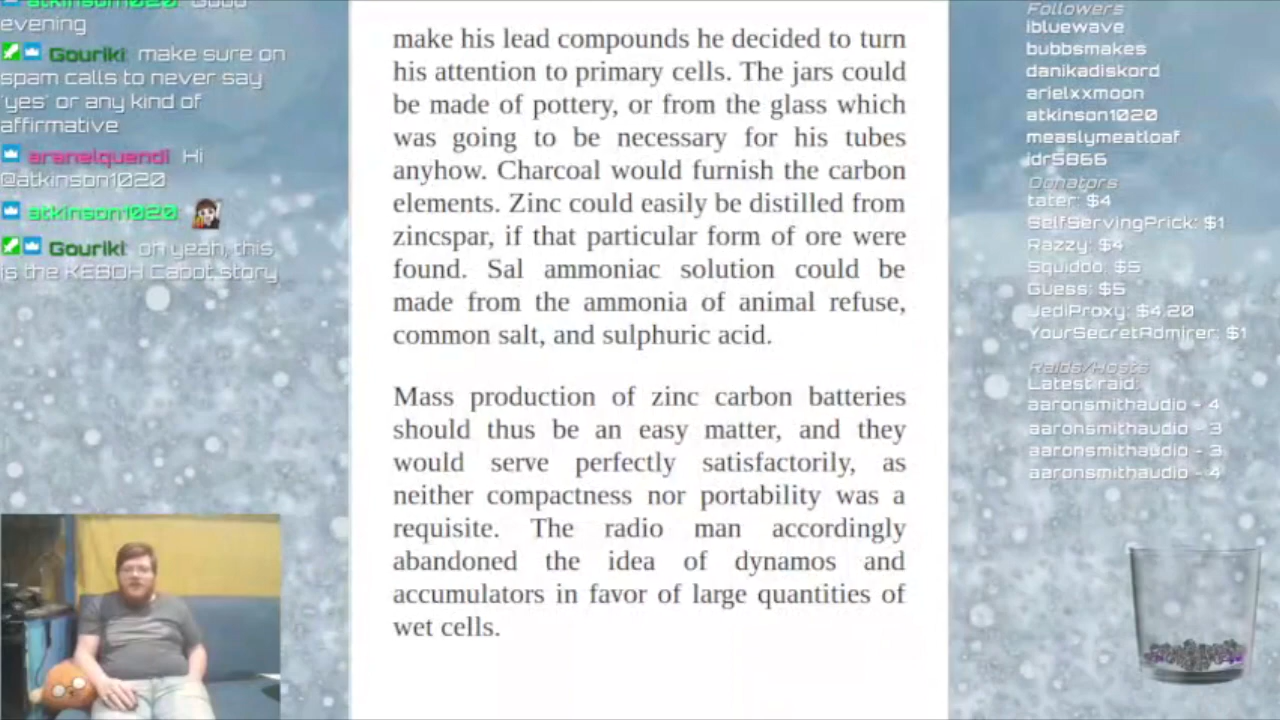 atkinson1020: Good
evening
Gouriki: make sure on
spam calls to never say
'yes' or any kind of
affirmative
aranelquendi Hi
@atkinson1020
atkinson1020
Gouriki: oh yeah, this
is the KEBOH Cabot story
make his lead compounds he decided to turn
his attention to primary cells. The jars could
be made of pottery, or from the glass which
was going to be necessary for his tubes
anyhow. Charcoal would furnish the carbon
elements. Zinc could easily be distilled from
zincspar, if that particular form of ore were
found. Sal ammoniac solution could be
made from the ammonia of animal refuse,
common salt, and sulphuric acid.
Mass production of zinc carbon batteries
should thus be an easy matter, and they
would serve perfectly satisfactorily, as
neither compactness nor portability was a
requisite. The radio man accordingly
abandoned the idea of dynamos and
accumulators in favor of large quantities of
wet cells.
Followers
ibluewave
bubbsmakes
danikadiskord
arielxxmoon
atkinson1020
measlymeatloaf
jdr5866
Donators
tater: $4
SelfServingPrick: $1
Razzy: $4
Squidoo: $5
Guess: $5
JediProxy: $4.20
YourSecretAdmirer: $1
Raids/Hosts
Latest raid:
aaronsmithaudio - 4
aaronsmithaudio - 3
aaronsmithaudio - 3
aaronsmithaudio - 4